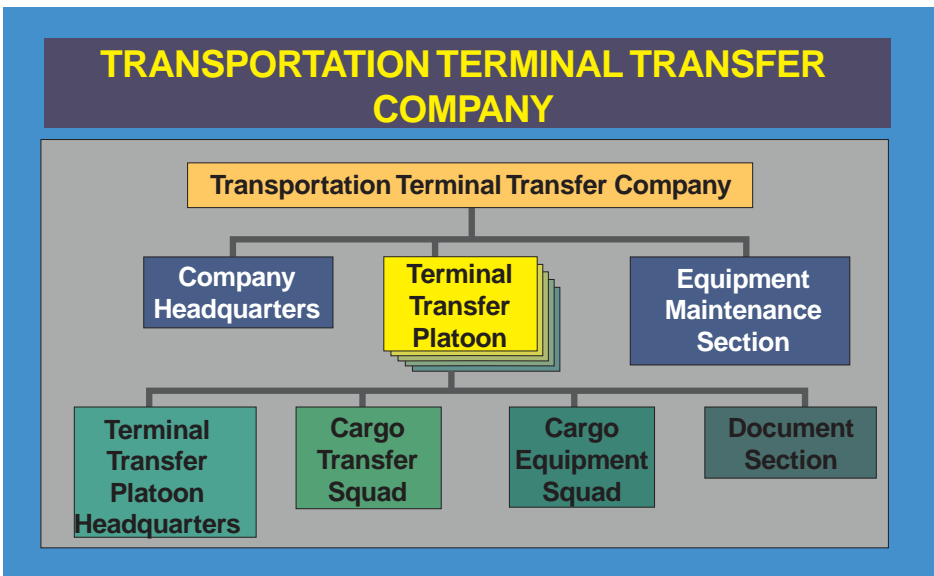 TRANSPORTATION TERMINAL TRANSFER
COMPANY
Transportation Terminal Transfer Company
Company
Headquarters
Terminal
Transfer
Platoon
Equipment
Maintenance
Section
Terminal
Transfer
Platoon
Headquarters
Cargo
Transfer
Squad
Cargo
Equipment
Squad
Document
Section